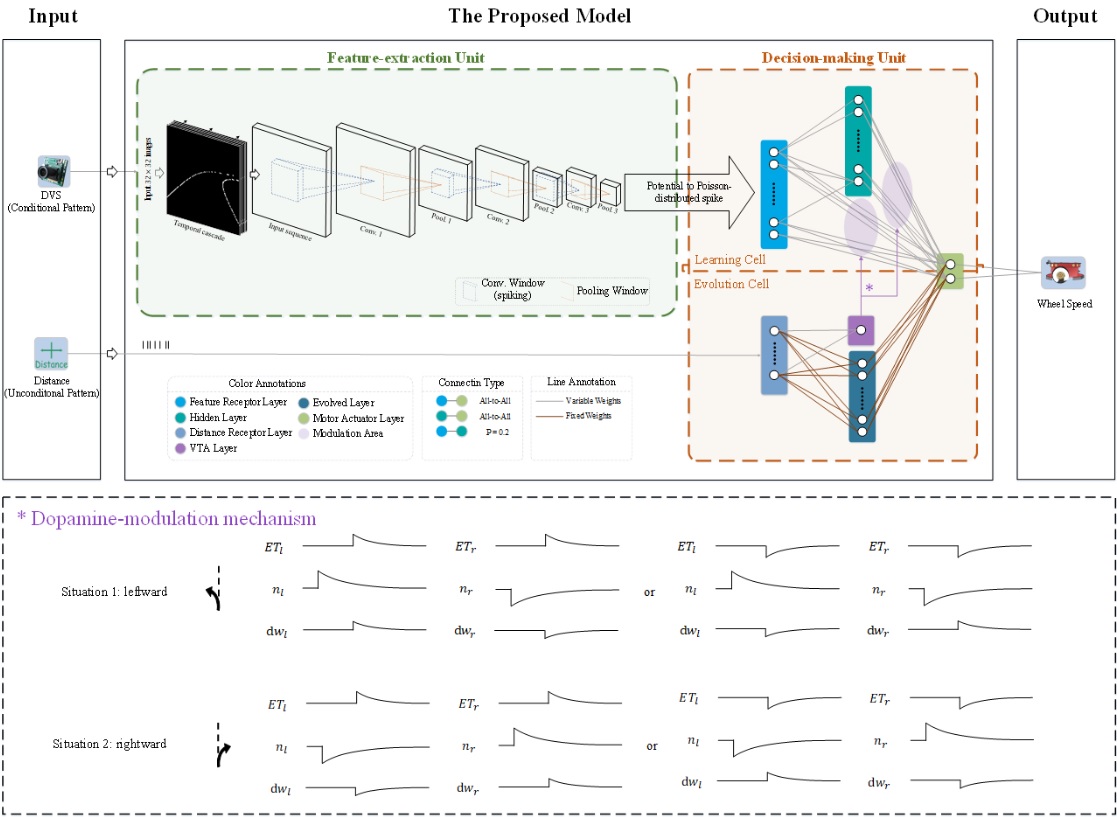 Input
The Proposed Model
Output
Feature-extraction Unit
Decision-making Unit
DVS
(Conditional Pattern)
Input 32 × 32 images
Temporal cascade
Input sequence
Conv. 1
Pool. 1
Conv. 2
Pool. 2
Conv. 3
Pool. 3
Potential to Poisson-
distributed spike
Learning Cell
Evolution Cell
*
Conv. Window
(spiking)
Pooling Window
Wheel Speed
Distance
Distance
(Unconditonal Pattern)
Color Annotations
Feature Receptor Layer
Evolved Layer
Hidden Layer
Motor Actuator Layer
Distance Receptor Layer
Modulation Area
VTA Layer
Connectin Type
All-to-All
All-to-All
P = 0.2
Line Annotation
Variable Weights
Fixed Weights
* Dopamine-modulation mechanism
Situation 1: leftward
ET_l ET_r ET_l ET_r
n_l n_r or n_l n_r
dw_l dw_r dw_l dw_r
Situation 2: rightward
ET_l ET_r ET_l ET_r
n_l n_r or n_l n_r
dw_l dw_r dw_l dw_r